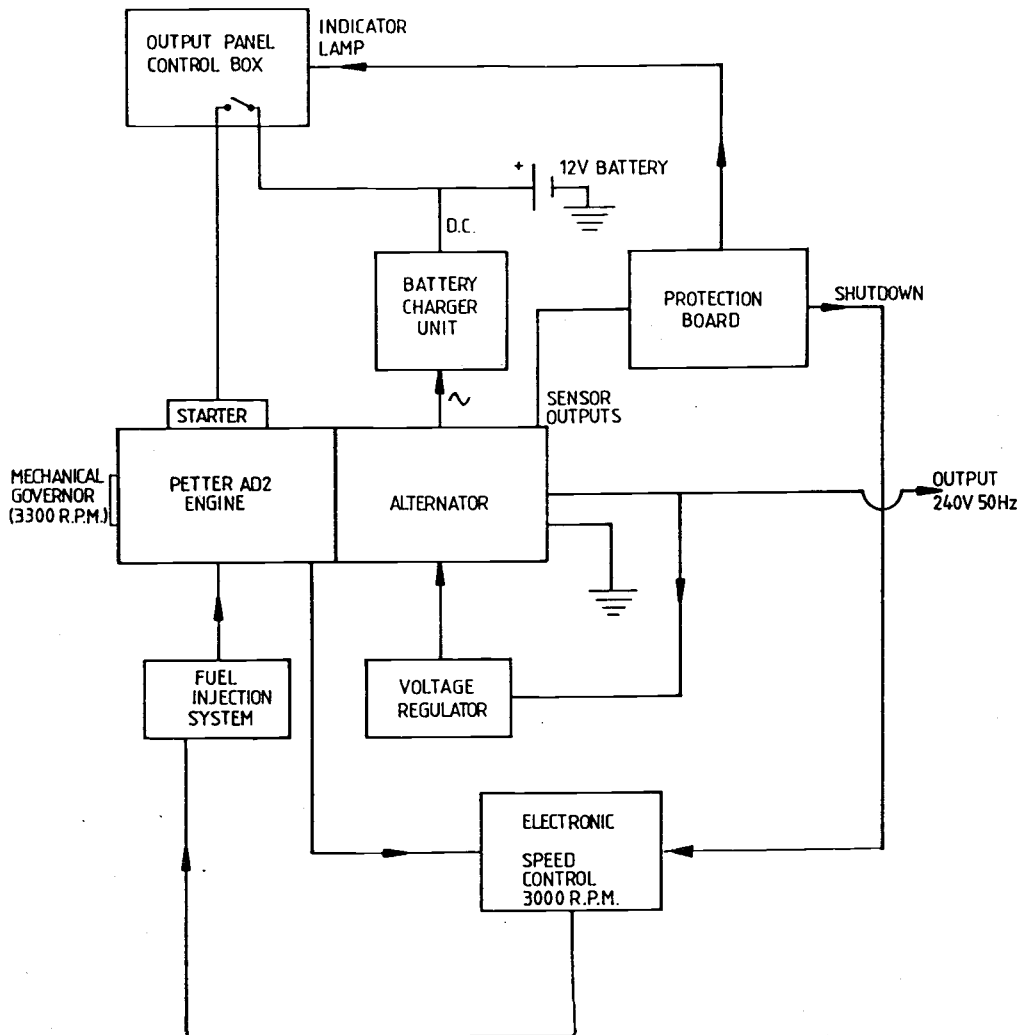 OUTPUT PANEL
CONTROL BOX
INDICATOR
LAMP
+
12V BATTERY
D.C.
BATTERY
CHARGER
UNIT
PROTECTION
BOARD
SHUTDOWN
∿
SENSOR
OUTPUTS
STARTER
MECHANICAL
GOVERNOR
(3300 R.P.M.)
PETTER AD2
ENGINE
ALTERNATOR
OUTPUT
240V 50Hz
FUEL
INJECTION
SYSTEM
VOLTAGE
REGULATOR
ELECTRONIC
SPEED
CONTROL
3000 R.P.M.